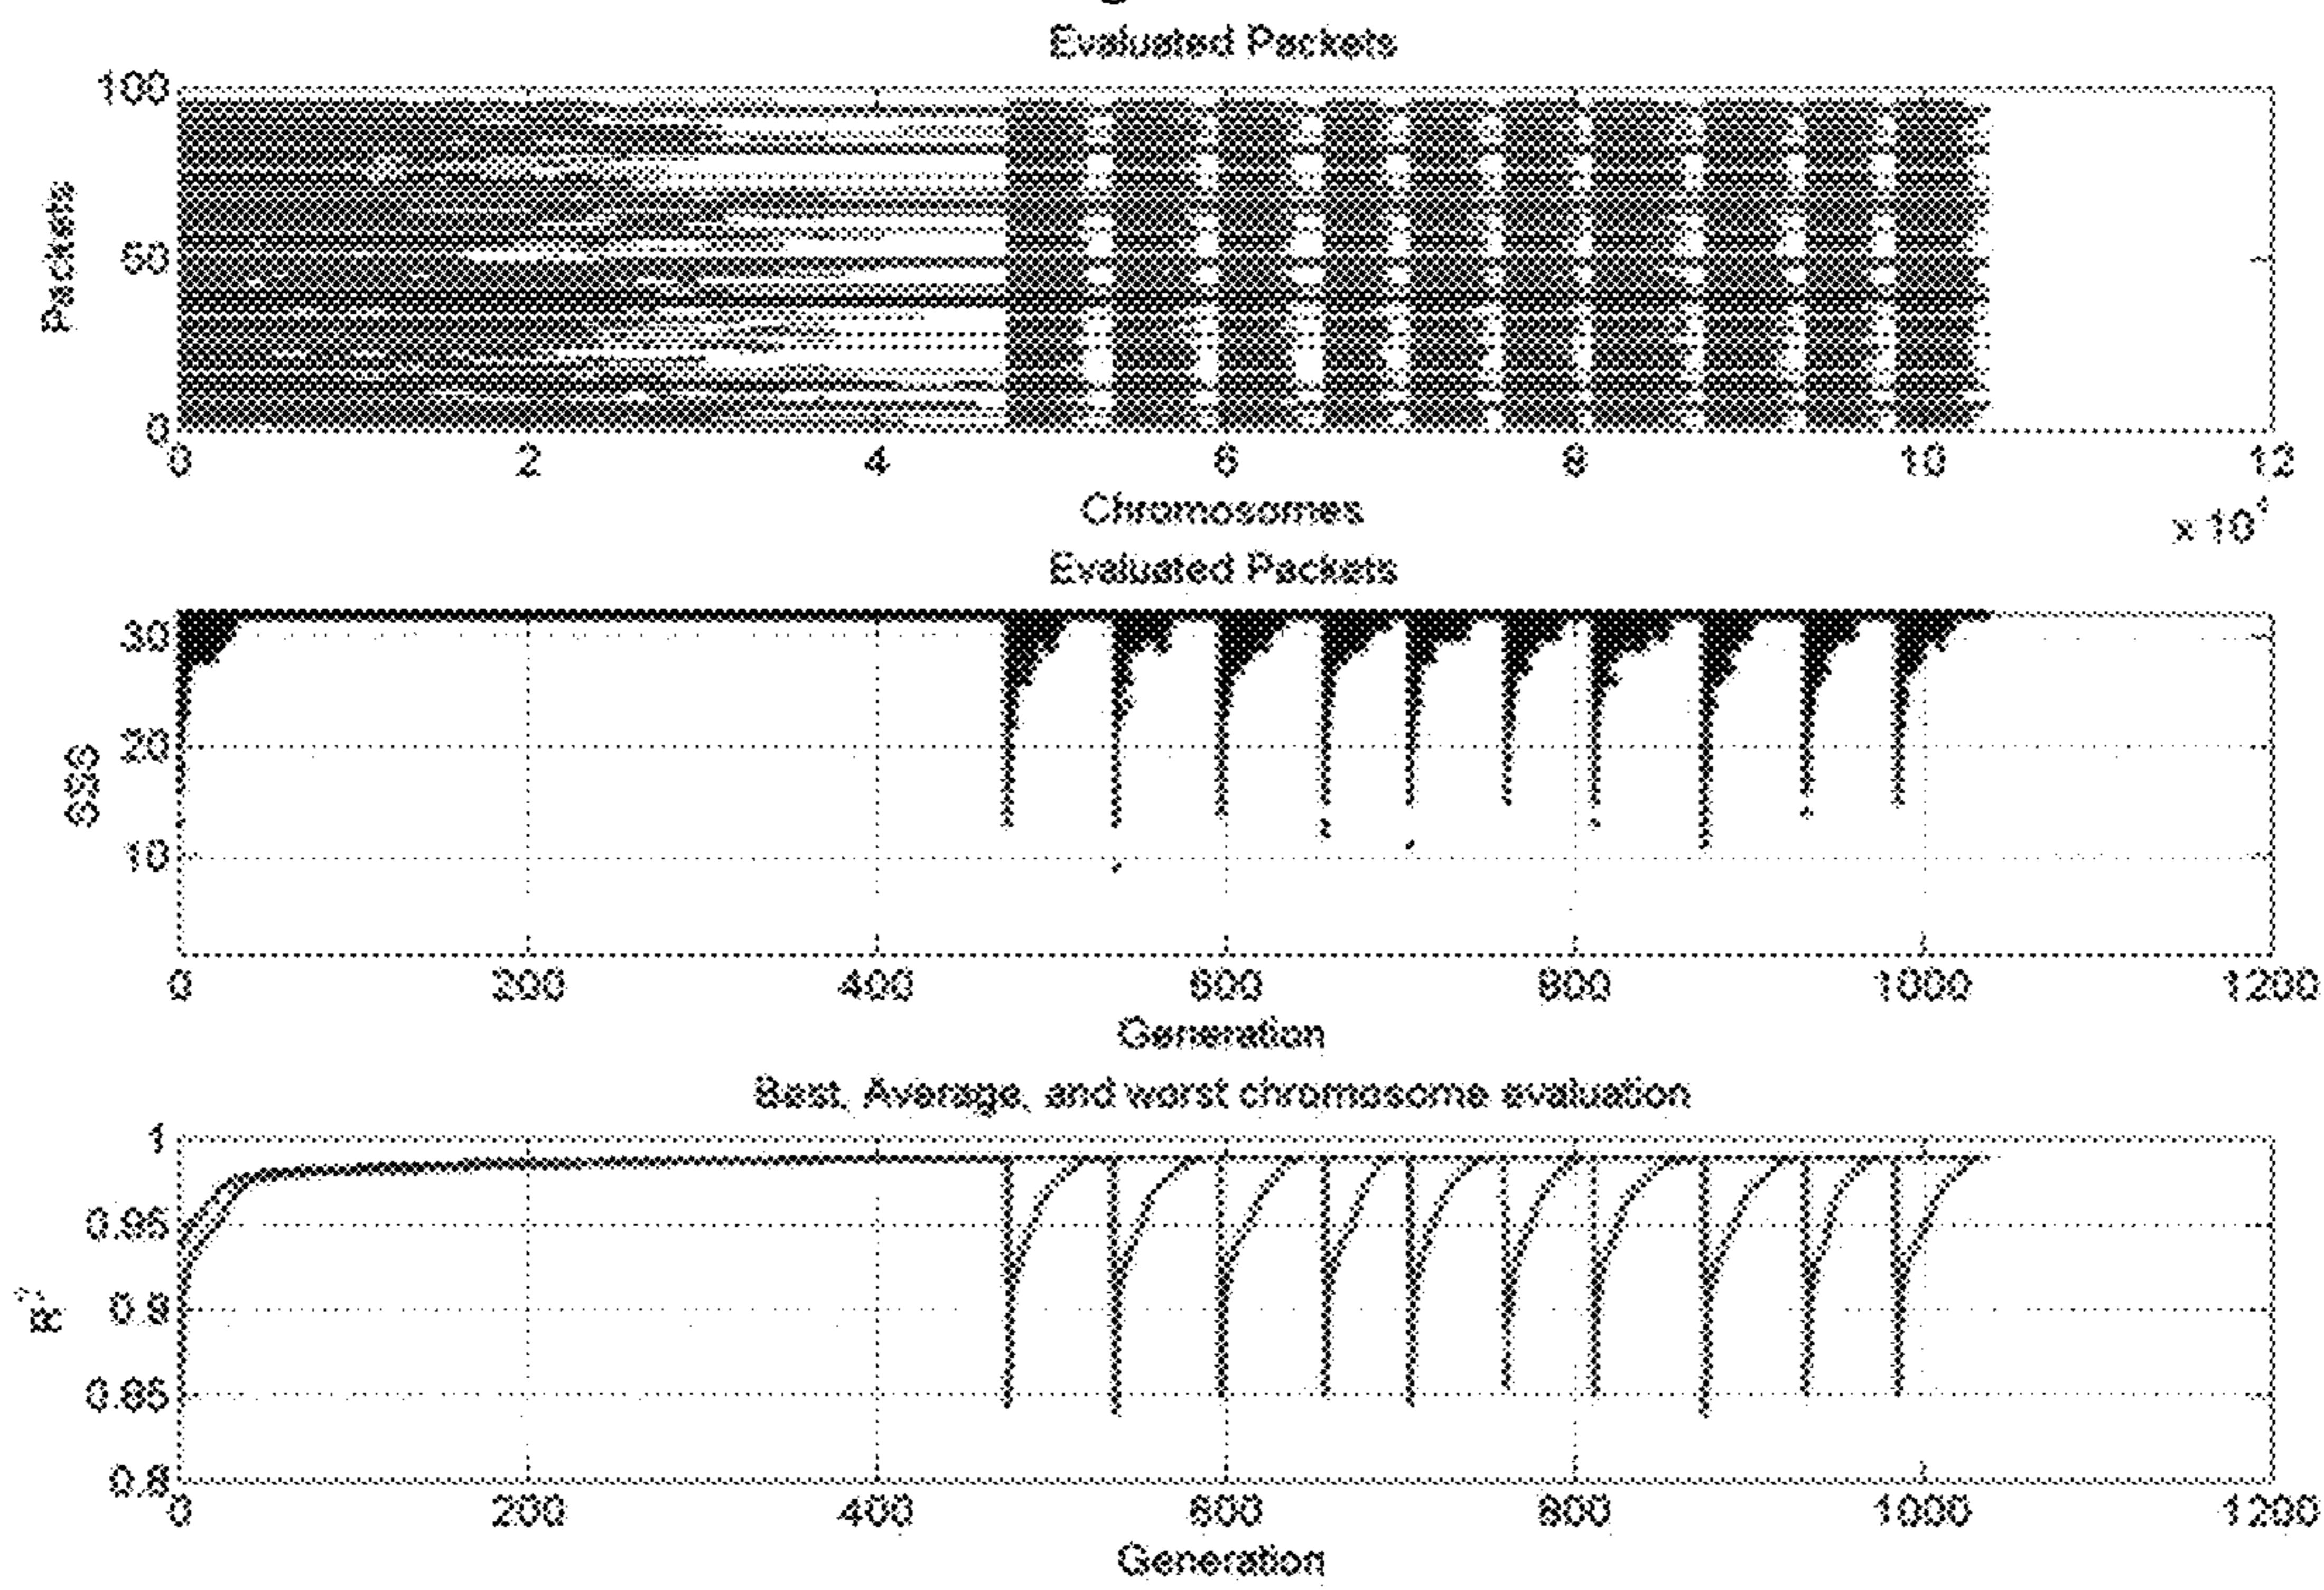 Evaluated Packets
100
50
0
Packets
0 2 4 6 8 10 12
Chromosomes
x 10⁴
Evaluated Packets
30
20
10
SSS
0 200 400 600 800 1000 1200
Generation
Best, Average, and worst chromosome evaluation
1
0.95
0.9
0.85
0.8
R²
0 200 400 600 800 1000 1200
Generation